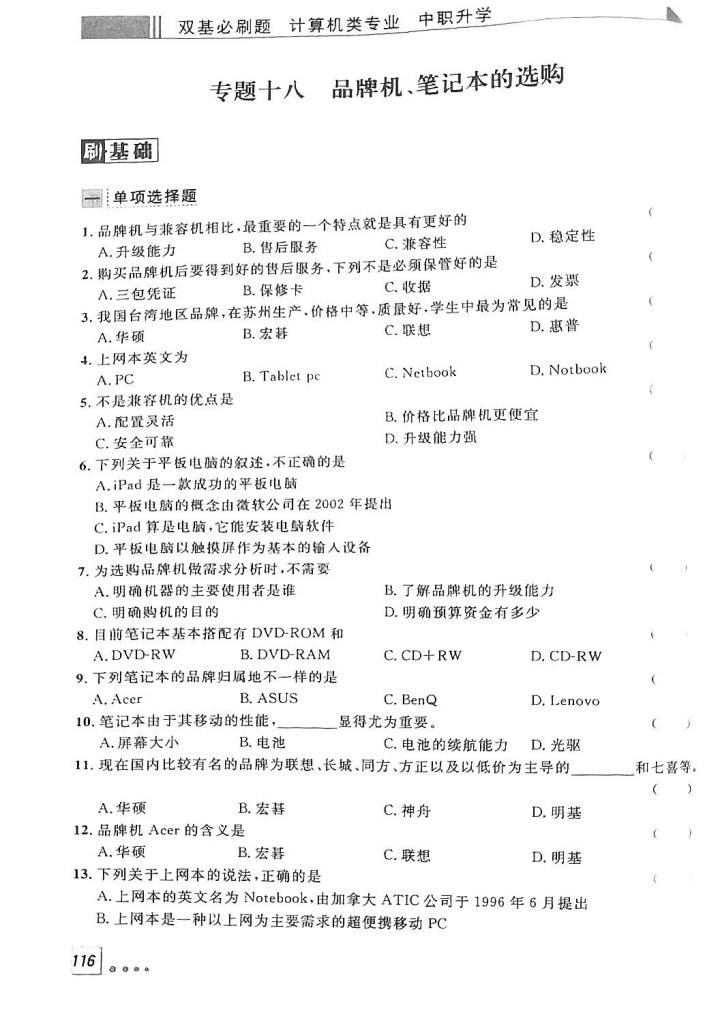 双基必刷题 计算机类专业 中职升学
专题十八 品牌机、笔记本的选购
刷基础
一 单项选择题
1. 品牌机与兼容机相比,最重要的一个特点就是具有更好的 (
A. 升级能力 B. 售后服务 C. 兼容性 D. 稳定性
2. 购买品牌机后要得到好的售后服务,下列不是必须保管好的是 (
A. 三包凭证 B. 保修卡 C. 收据 D. 发票
3. 我国台湾地区品牌,在苏州生产,价格中等,质量好,学生中最为常见的是 (
A. 华硕 B. 宏碁 C. 联想 D. 惠普
4. 上网本英文为 (
A. PC B. Tablet pc C. Netbook D. Notbook
5. 不是兼容机的优点是 (
A. 配置灵活 B. 价格比品牌机更便宜
C. 安全可靠 D. 升级能力强
6. 下列关于平板电脑的叙述,不正确的是 (
A. iPad 是一款成功的平板电脑
B. 平板电脑的概念由微软公司在 2002 年提出
C. iPad 算是电脑,它能安装电脑软件
D. 平板电脑以触摸屏作为基本的输入设备
7. 为选购品牌机做需求分析时,不需要 ( )
A. 明确机器的主要使用者是谁 B. 了解品牌机的升级能力
C. 明确购机的目的 D. 明确预算资金有多少
8. 目前笔记本基本搭配有 DVD-ROM 和 ( )
A. DVD-RW B. DVD-RAM C. CD+RW D. CD-RW
9. 下列笔记本的品牌归属地不一样的是 (
A. Acer B. ASUS C. BenQ D. Lenovo
10. 笔记本由于其移动的性能,______显得尤为重要。 ( )
A. 屏幕大小 B. 电池 C. 电池的续航能力 D. 光驱
11. 现在国内比较有名的品牌为联想、长城、同方、方正以及以低价为主导的______和七喜等。
( )
A. 华硕 B. 宏碁 C. 神舟 D. 明基
12. 品牌机 Acer 的含义是 ( )
A. 华硕 B. 宏碁 C. 联想 D. 明基
13. 下列关于上网本的说法,正确的是 (
A. 上网本的英文名为 Notebook,由加拿大 ATIC 公司于 1996 年 6 月提出
B. 上网本是一种以上网为主要需求的超便携移动 PC
116